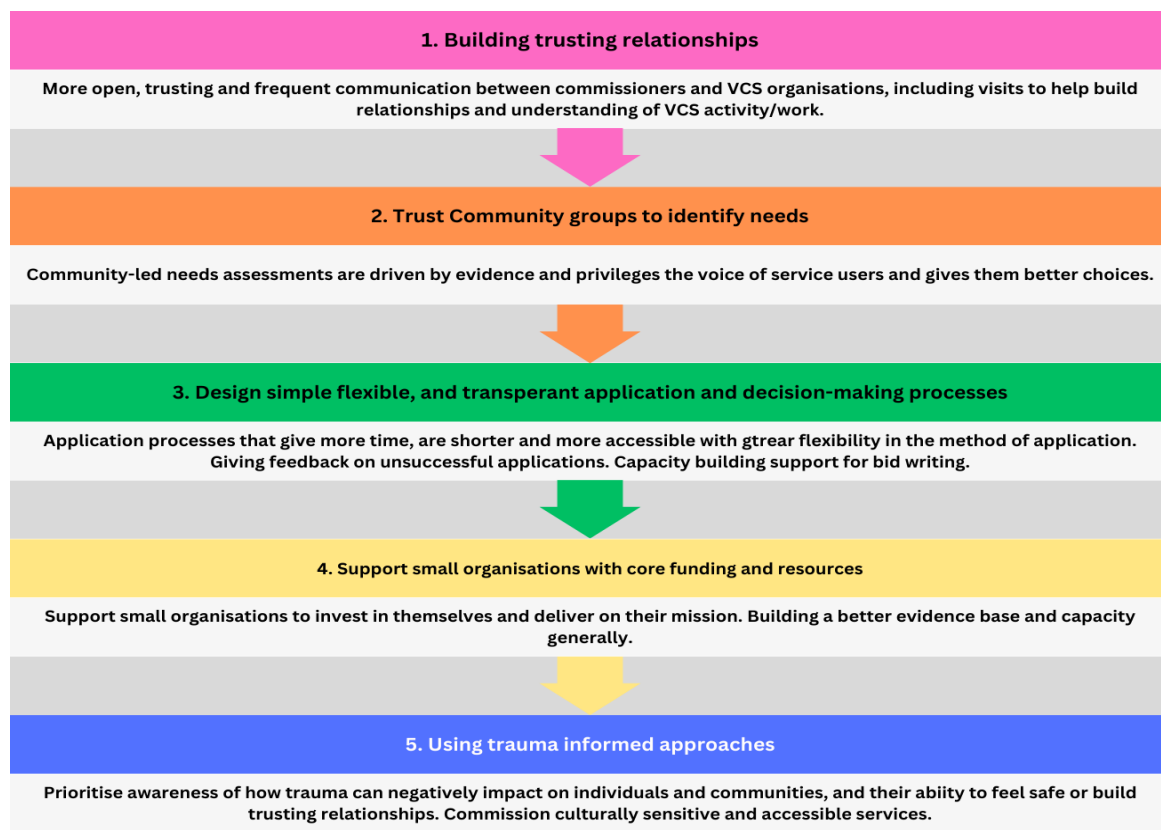 1. Building trusting relationships
More open, trusting and frequent communication between commissioners and VCS organisations, including visits to help build
relationships and understanding of VCS activity/work.
2. Trust Community groups to identify needs
Community-led needs assessments are driven by evidence and privileges the voice of service users and gives them better choices.
3. Design simple flexible, and transperant application and decision-making processes
Application processes that give more time, are shorter and more accessible with gtrear flexibility in the method of application.
Giving feedback on unsuccessful applications. Capacity building support for bid writing.
4. Support small organisations with core funding and resources
Support small organisations to invest in themselves and deliver on their mission. Building a better evidence base and capacity
generally.
5. Using trauma informed approaches
Prioritise awareness of how trauma can negatively impact on individuals and communities, and their abiity to feel safe or build
trusting relationships. Commission culturally sensitive and accessible services.